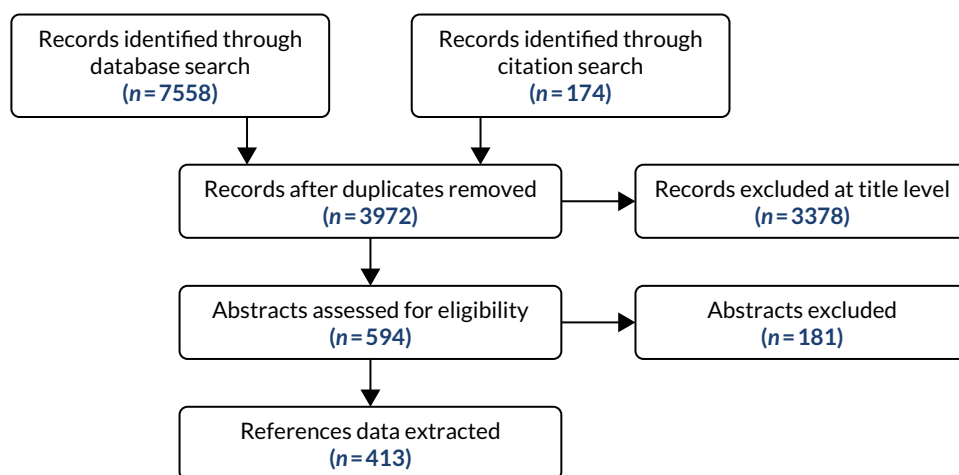 Records identified through
database search
(n=7558)
Records identified through
citation search
(n=174)
Records after duplicates removed
(n=3972)
Records excluded at title level
(n=3378)
Abstracts assessed for eligibility
(n=594)
Abstracts excluded
(n=181)
References data extracted
(n=413)